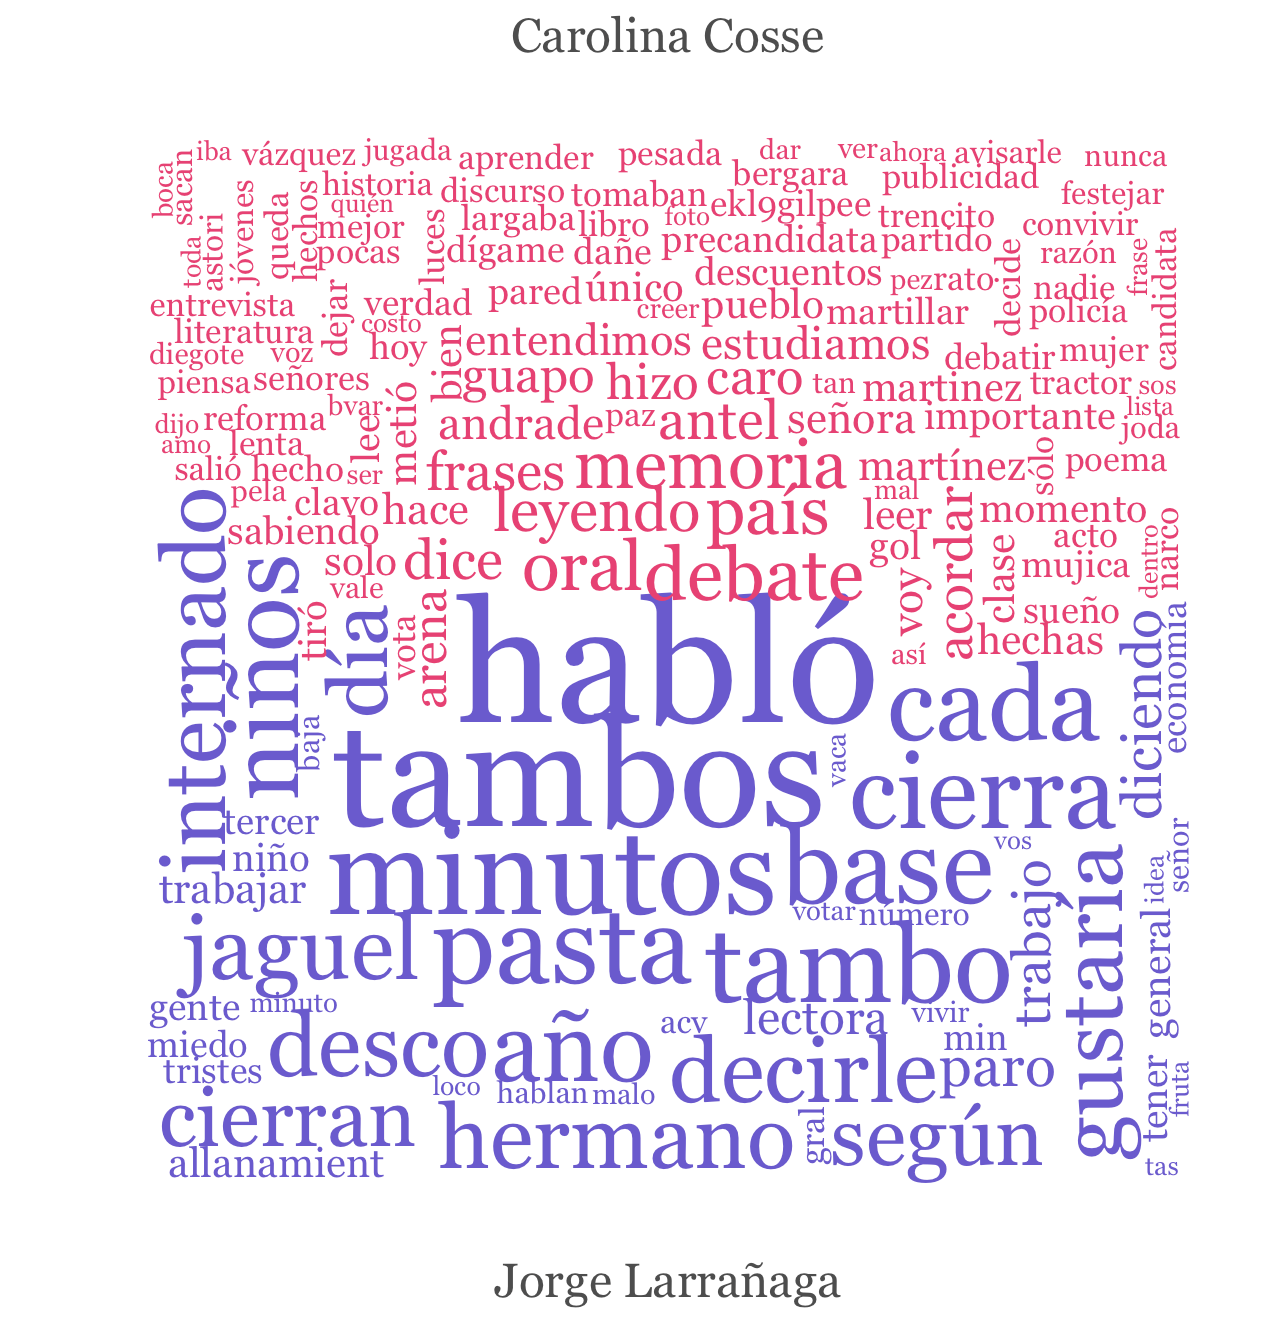 Carolina Cosse
iba vázquez jugada aprender pesada dar ver ahora avisarle nunca
boca sacan historia discurso tomaban bergara publicidad festejar
toda astori jóvenes queda hechos quién mejor luces largaba libro foto ekl9gilpee trencito convivir
pocas dígame dañe precandidata partido decide razón frase candidata
descuentos pez rato nadie
entrevista dejar verdad pared único creer pueblo martillar policía
literatura costo
diegote voz hoy bien entendimos estudiamos debatir mujer
piensa señores guapo hizo caro tan martinez tractor sos
dijo reforma bvar leer metió andrade paz antel señora importante lista joda
amo lenta
salió hecho ser frases memoria martínez sólo poema
pela clavo hace leyendo país mal leer acordar momento
sabiendo gol acto dentro narco
solo dice oral debate voy clase mujica
vale sueño
tiró vota arena así hechas
internado niños día habló cada diciendo economía
baja tambos vaca cierra
tercer
niño minutos base vos gustaría idea señor
trabajar votar número trabajo general
jaguel pasta tambo
gente minuto acv lectora vivir
miedo desco año decirle min
tristes loco hablan malo paro tener fruta
cierran hermano gral según
allanamient tas
Jorge Larrañaga